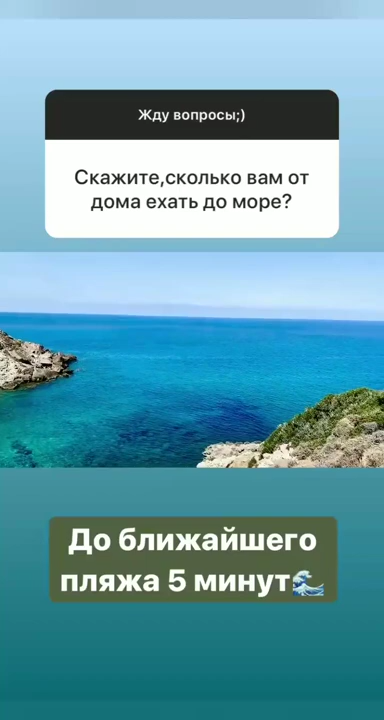 Жду вопросы;)
Скажите,сколько вам от
дома ехать до море?
До ближайшего
пляжа 5 минут🌊